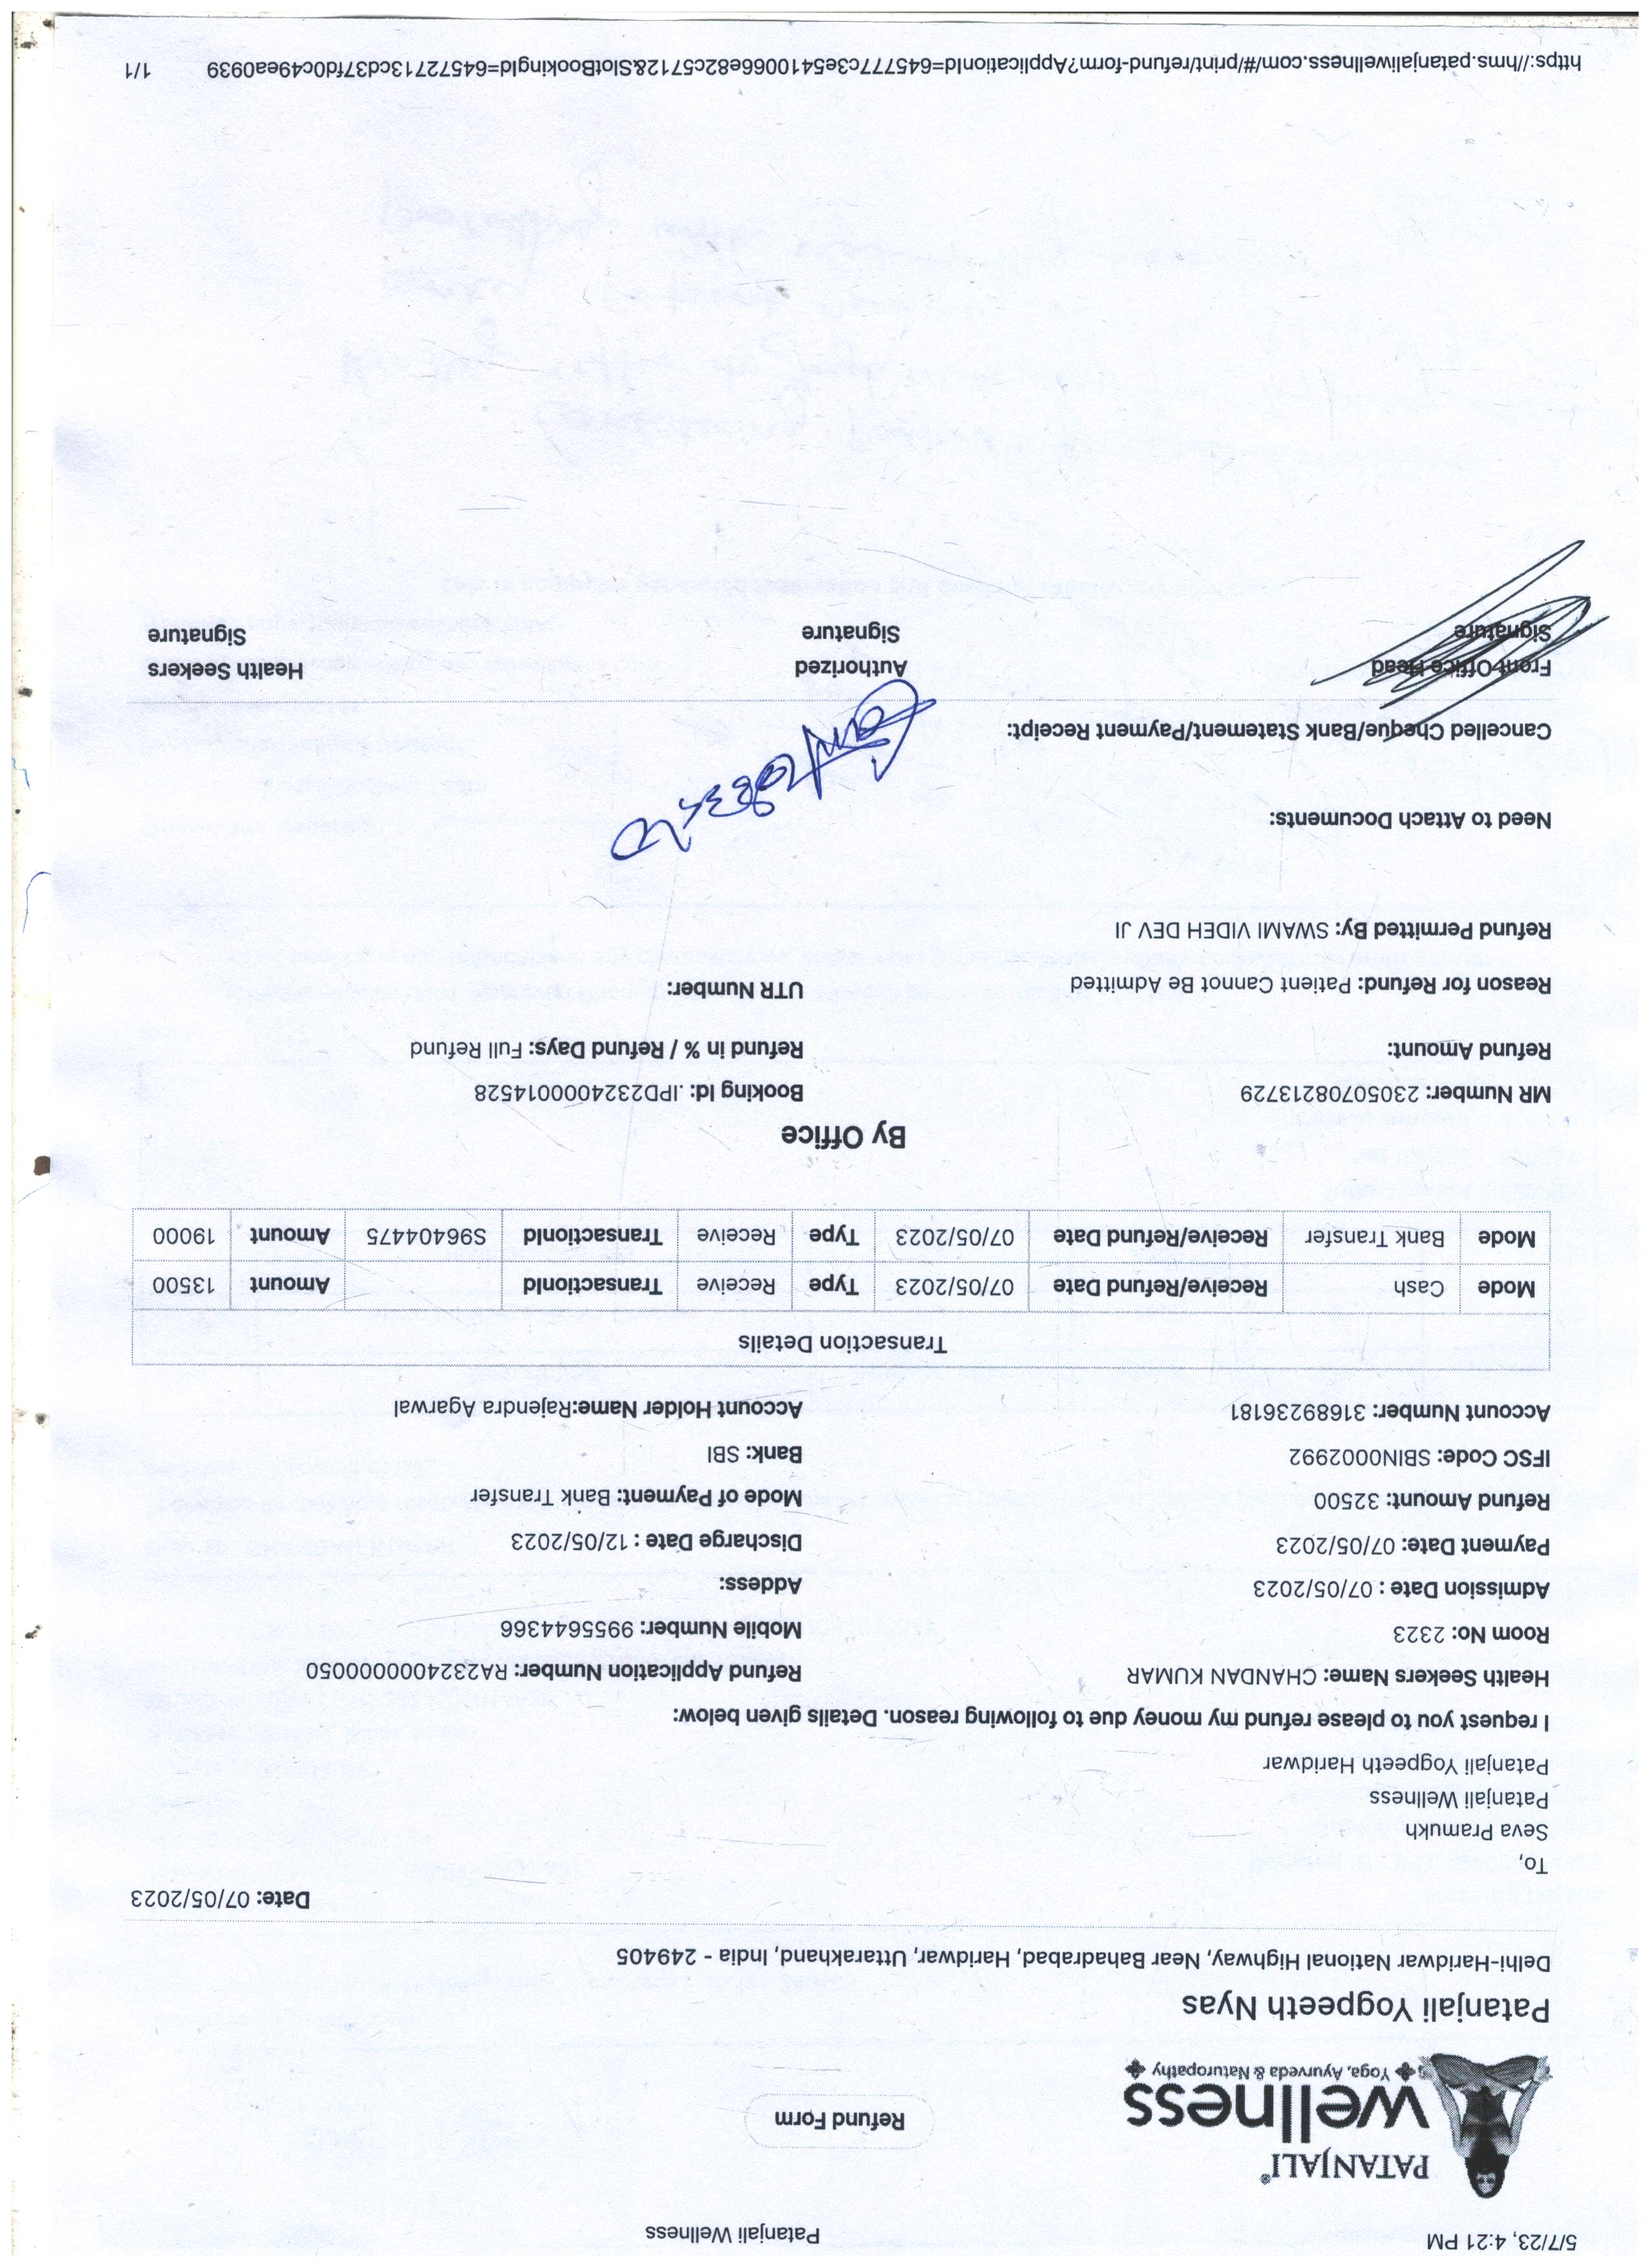 5/7/23, 4:21 PM Patanjali Wellness
PATANJALI®
wellness
Yoga, Ayurveda & Naturopathy
Refund Form
Patanjali Yogpeeth Nyas
Delhi-Haridwar National Highway, Near Bahadrabad, Haridwar, Uttarakhand, India - 249405
Date: 07/05/2023
To,
Seva Pramukh
Patanjali Wellness
Patanjali Yogpeeth Haridwar
I request you to please refund my money due to following reason. Details given below:
Health Seekers Name: CHANDAN KUMAR Refund Application Number: RA232400000050
Room No: 2323 Mobile Number: 9955644366
Admission Date : 07/05/2023 Addess:
Payment Date: 07/05/2023 Discharge Date : 12/05/2023
Refund Amount: 32500 Mode of Payment: Bank Transfer
IFSC Code: SBIN0002992 Bank: SBI
Account Number: 31689236181 Account Holder Name:Rajendra Agarwal
Transaction Details
Mode Cash Receive/Refund Date 07/05/2023 Type Receive TransactionId Amount 13500
Mode Bank Transfer Receive/Refund Date 07/05/2023 Type Receive TransactionId S96404475 Amount 19000
By Office
MR Number: 23050708213729 Booking Id: .IPD232400014528
Refund Amount: Refund in % / Refund Days: Full Refund
Reason for Refund: Patient Cannot Be Admitted UTR Number:
Refund Permitted By: SWAMI VIDEH DEV JI
Need to Attach Documents:
Cancelled Cheque/Bank Statement/Payment Receipt:
Front Office Head Authorized Health Seekers
Signature Signature Signature
https://hms.patanjaliwellness.com/#/print/refund-form?ApplicationId=645777c3e54110066e82c5712&SlotBookingId=64572713cd37fd0c49ea0939 1/1